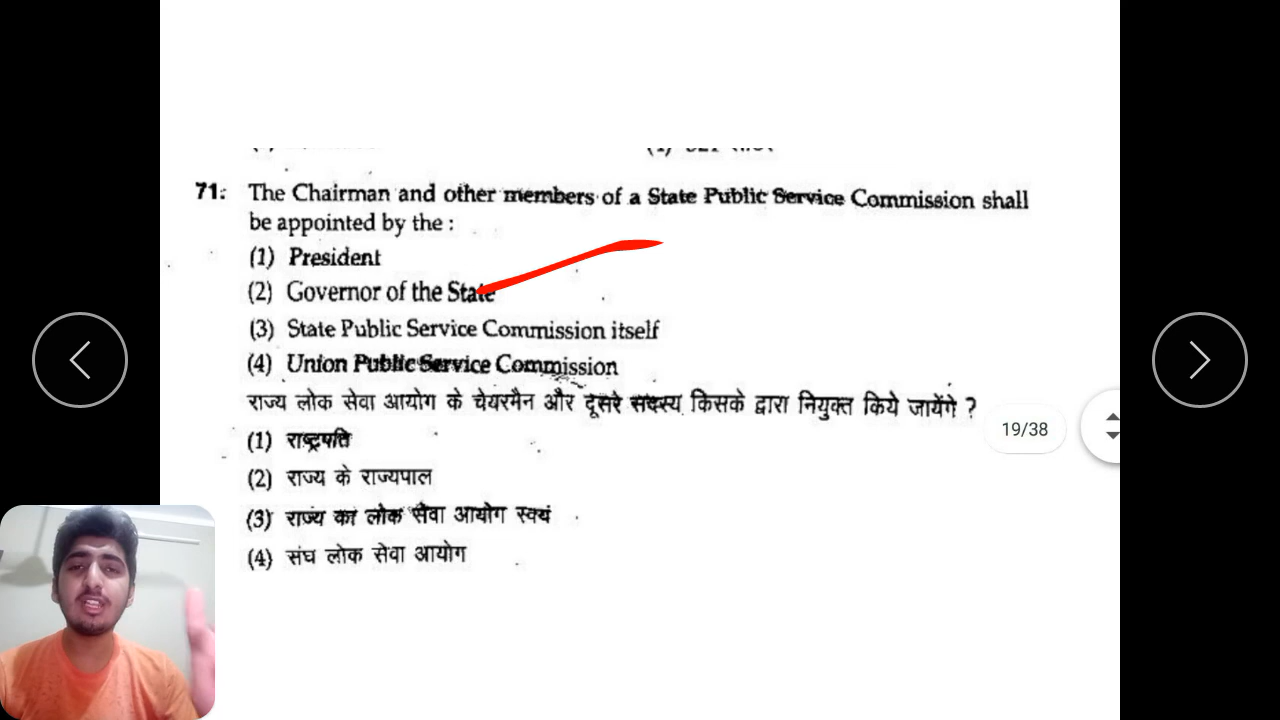 71. The Chairman and other members of a State Public Service Commission shall
be appointed by the :
(1) President
(2) Governor of the State
(3) State Public Service Commission itself
(4) Union Public Service Commission
राज्य लोक सेवा आयोग के चेयरमैन और दूसरे सदस्य किसके द्वारा नियुक्त किये जायेंगे ?
(1) राष्ट्रपति
(2) राज्य के राज्यपाल
(3) राज्य का लोक सेवा आयोग स्वयं
(4) संघ लोक सेवा आयोग
19/38